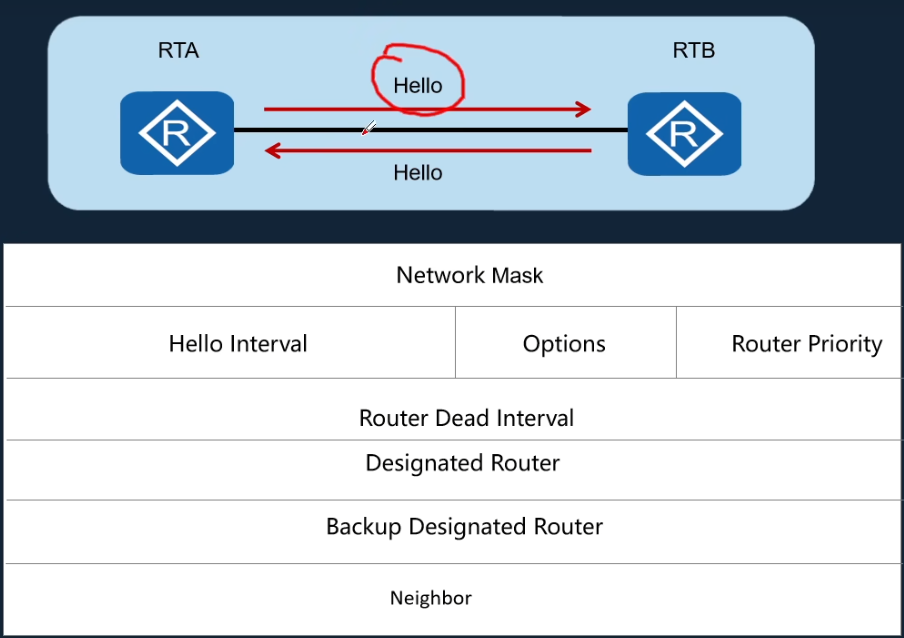 RTA
RTB
Hello
R
R
Hello
Network Mask
Hello Interval
Options
Router Priority
Router Dead Interval
Designated Router
Backup Designated Router
Neighbor